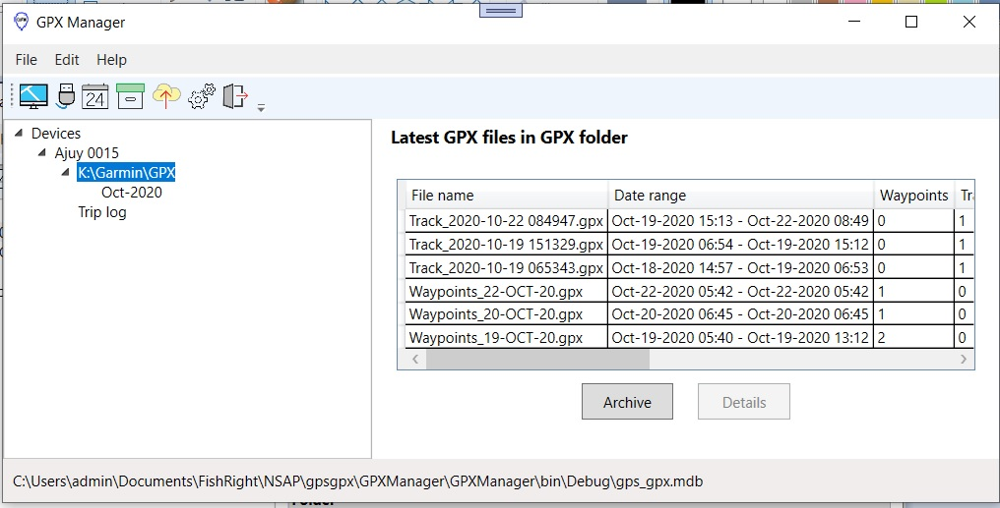 GPX Manager
File Edit Help
24
Devices
Ajuy 0015
K:\Garmin\GPX
Oct-2020
Trip log
Latest GPX files in GPX folder
File name Date range Waypoints Tr
Track_2020-10-22 084947.gpx Oct-19-2020 15:13 - Oct-22-2020 08:49 0 1
Track_2020-10-19 151329.gpx Oct-19-2020 06:54 - Oct-19-2020 15:12 0 1
Track_2020-10-19 065343.gpx Oct-18-2020 14:57 - Oct-19-2020 06:53 0 1
Waypoints_22-OCT-20.gpx Oct-22-2020 05:42 - Oct-22-2020 05:42 1 0
Waypoints_20-OCT-20.gpx Oct-20-2020 06:45 - Oct-20-2020 06:45 1 0
Waypoints_19-OCT-20.gpx Oct-19-2020 05:40 - Oct-19-2020 13:12 2 0
Archive Details
C:\Users\admin\Documents\FishRight\NSAP\gpsgpx\GPXManager\GPXManager\bin\Debug\gps_gpx.mdb